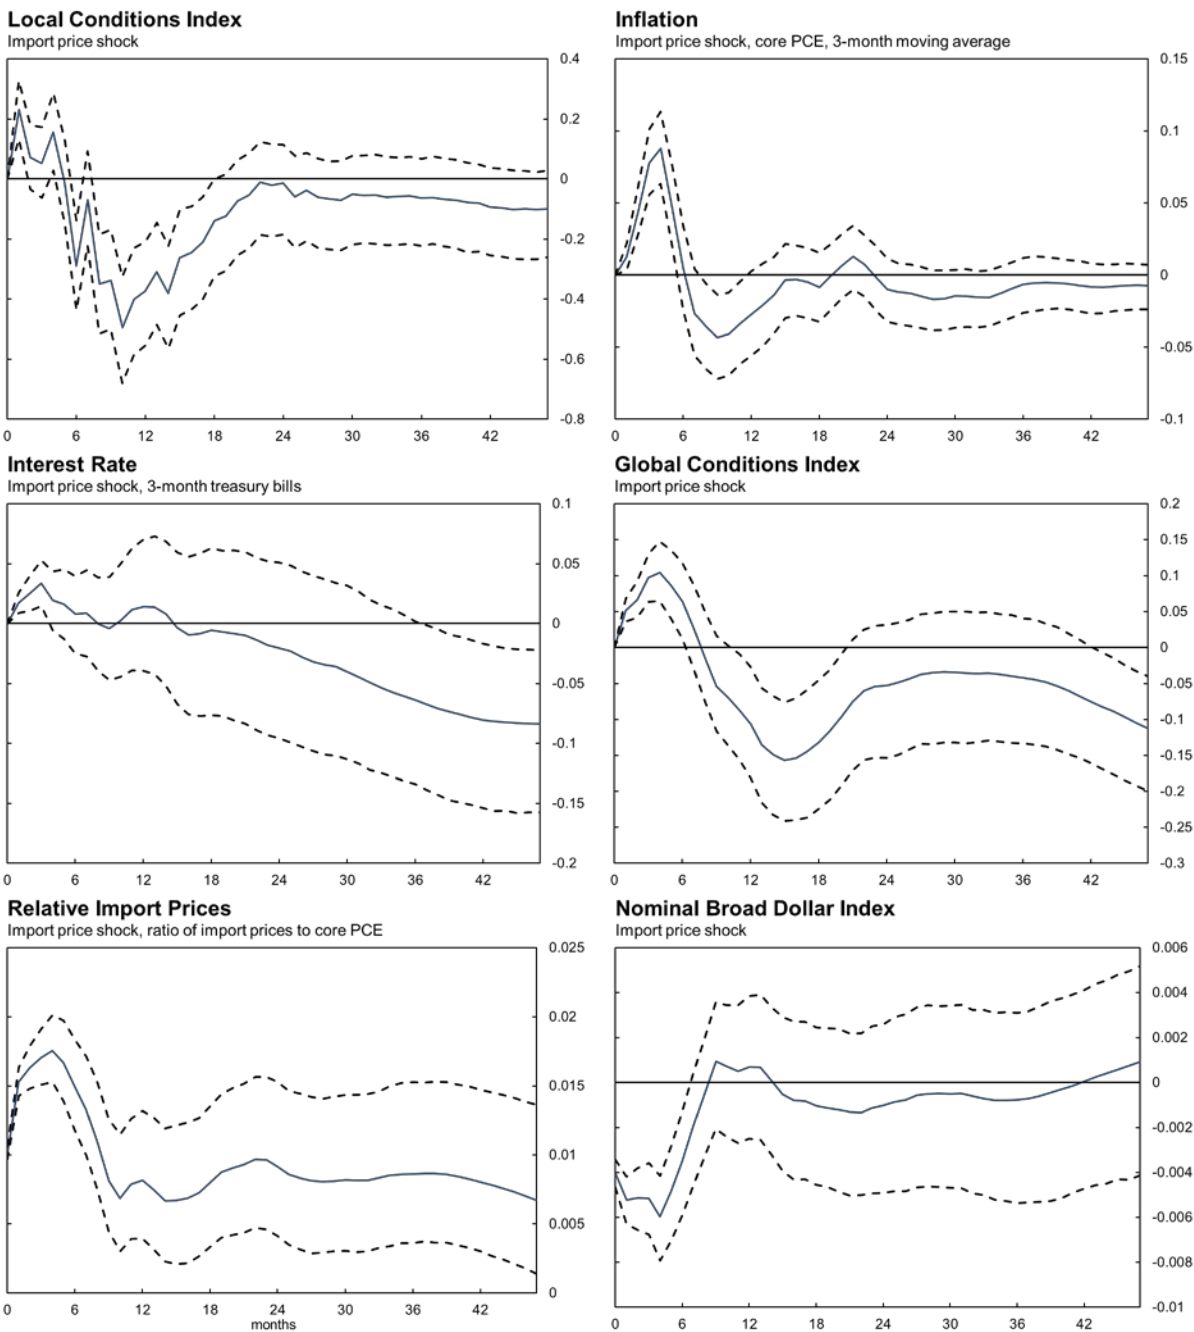 Local Conditions Index
Import price shock
0.4
0.2
0
-0.2
-0.4
-0.6
-0.8
0 6 12 18 24 30 36 42
Inflation
Import price shock, core PCE, 3-month moving average
0.15
0.1
0.05
0
-0.05
-0.1
0 6 12 18 24 30 36 42
Interest Rate
Import price shock, 3-month treasury bills
0.1
0.05
0
-0.05
-0.1
-0.15
-0.2
0 6 12 18 24 30 36 42
Global Conditions Index
Import price shock
0.2
0.15
0.1
0.05
0
-0.05
-0.1
-0.15
-0.2
-0.25
-0.3
0 6 12 18 24 30 36 42
Relative Import Prices
Import price shock, ratio of import prices to core PCE
0.025
0.02
0.015
0.01
0.005
0
0 6 12 18 24 30 36 42
months
Nominal Broad Dollar Index
Import price shock
0.006
0.004
0.002
0
-0.002
-0.004
-0.006
-0.008
-0.01
0 6 12 18 24 30 36 42